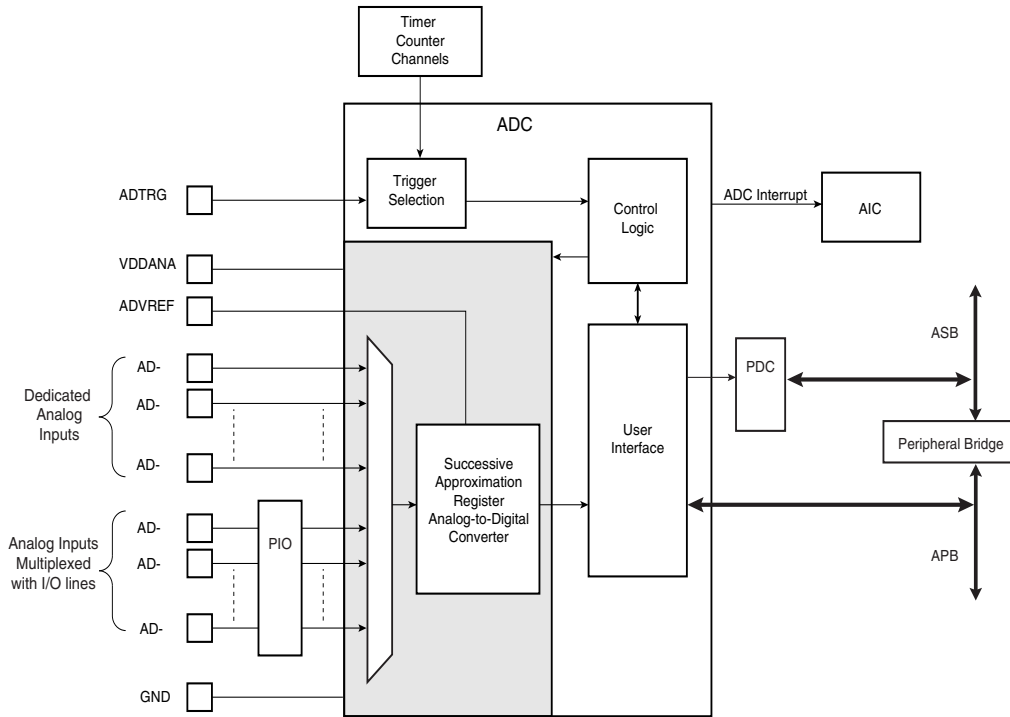 Timer
Counter
Channels
ADC
Trigger
Selection
Control
Logic
ADC Interrupt
AIC
ADTRG
VDDANA
ADVREF
Dedicated
Analog
Inputs
AD-
AD-
AD-
Analog Inputs
Multiplexed
with I/O lines
AD-
AD-
AD-
PIO
GND
Successive
Approximation
Register
Analog-to-Digital
Converter
User
Interface
PDC
ASB
Peripheral Bridge
APB